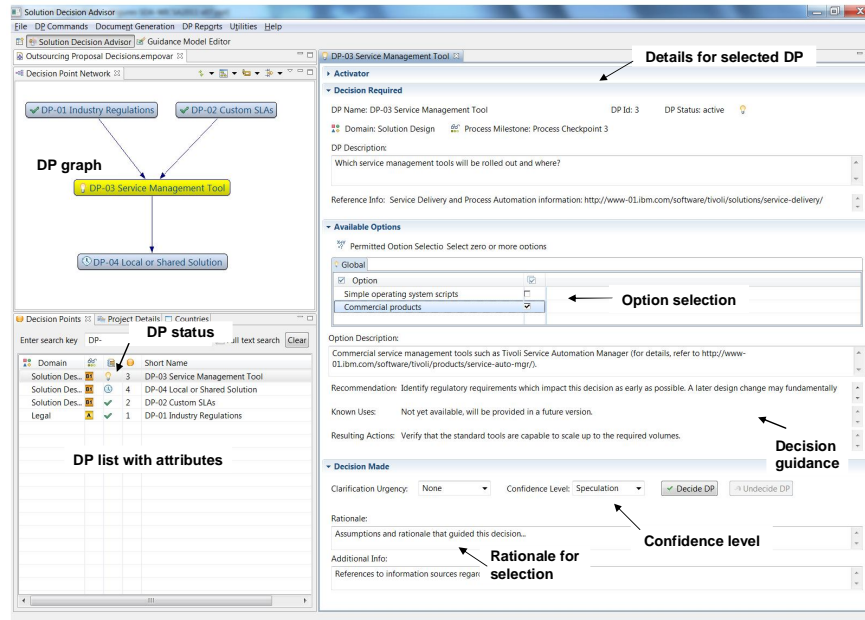 Solution Decision Advisor
File DP Commands Document Generation DP Reports Utilities Help
Solution Decision Advisor Guidance Model Editor
Outsourcing Proposal Decisions.empovar
Decision Point Network
DP-01 Industry Regulations
DP-02 Custom SLAs
DP graph
DP-03 Service Management Tool
DP-04 Local or Shared Solution
Decision Points Project Details Countries
DP status
Enter search key DP- full text search Clear
Domain Short Name
Solution Des... 3 DP-03 Service Management Tool
Solution Des... 4 DP-04 Local or Shared Solution
Solution Des... 2 DP-02 Custom SLAs
Legal A 1 DP-01 Industry Regulations
DP list with attributes
DP-03 Service Management Tool
Details for selected DP
Activator
Decision Required
DP Name: DP-03 Service Management Tool DP Id: 3 DP Status: active
Domain: Solution Design Process Milestone: Process Checkpoint 3
DP Description:
Which service management tools will be rolled out and where?
Reference Info: Service Delivery and Process Automation information: http://www-01.ibm.com/software/tivoli/solutions/service-delivery/
Available Options
Permitted Option Selectio Select zero or more options
Global
Option
Simple operating system scripts
Commercial products
Option selection
Option Description:
Commercial service management tools such as Tivoli Service Automation Manager (for details, refer to http://www-
01.ibm.com/software/tivoli/products/service-auto-mgr/).
Recommendation: Identify regulatory requirements which impact this decision as early as possible. A later design change may fundamentally
Known Uses: Not yet available, will be provided in a future version.
Resulting Actions: Verify that the standard tools are capable to scale up to the required volumes.
Decision
guidance
Decision Made
Clarification Urgency: None Confidence Level: Speculation Decide DP Undecide DP
Rationale:
Assumptions and rationale that guided this decision...
Confidence level
Rationale for
selection
Additional Info:
References to information sources regar